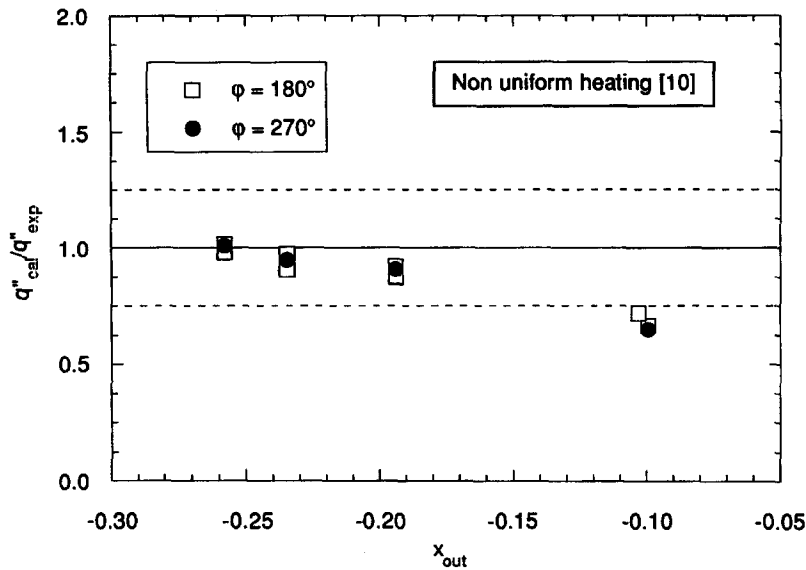 2.0
φ = 180°
φ = 270°
Non uniform heating [10]
1.5
q"cal/q"exp
1.0
0.5
0.0
-0.30 -0.25 -0.20 -0.15 -0.10 -0.05
xout